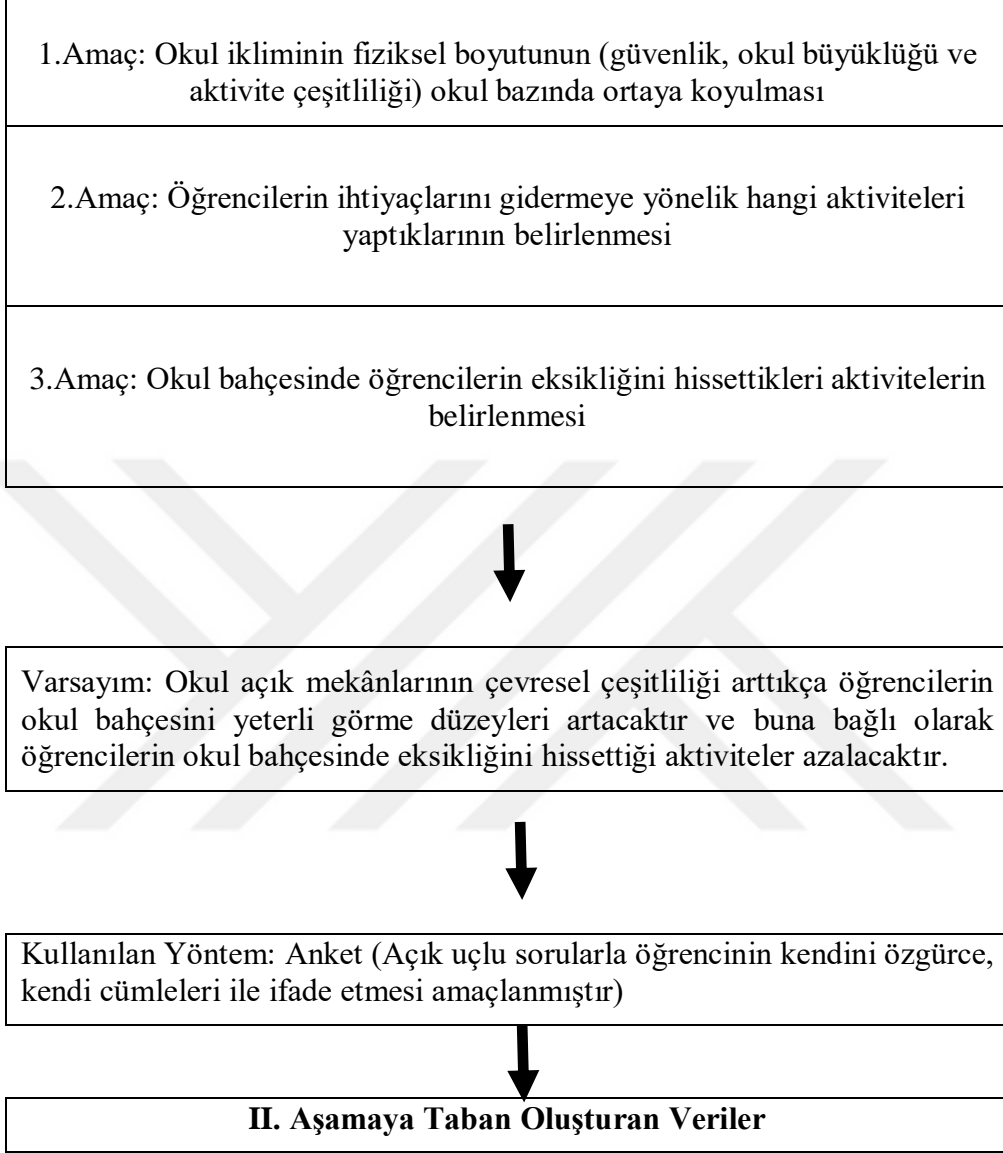 1.Amaç: Okul ikliminin fiziksel boyutunun (güvenlik, okul büyüklüğü ve
aktivite çeşitliliği) okul bazında ortaya koyulması
2.Amaç: Öğrencilerin ihtiyaçlarını gidermeye yönelik hangi aktiviteleri
yaptıklarının belirlenmesi
3.Amaç: Okul bahçesinde öğrencilerin eksikliğini hissettikleri aktivitelerin
belirlenmesi
Varsayım: Okul açık mekânlarının çevresel çeşitliliği arttıkça öğrencilerin
okul bahçesini yeterli görme düzeyleri artacaktır ve buna bağlı olarak
öğrencilerin okul bahçesinde eksikliğini hissettiği aktiviteler azalacaktır.
Kullanılan Yöntem: Anket (Açık uçlu sorularla öğrencinin kendini özgürce,
kendi cümleleri ile ifade etmesi amaçlanmıştır)
II. Aşamaya Taban Oluşturan Veriler